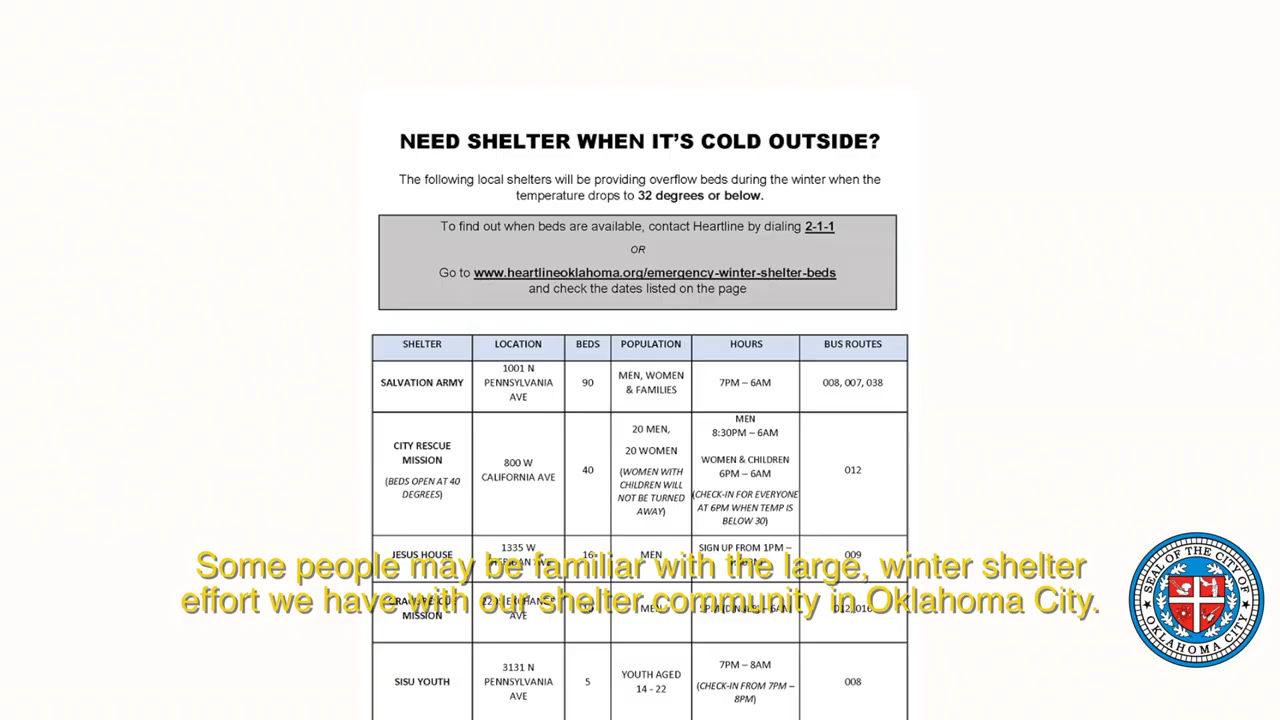 NEED SHELTER WHEN IT'S COLD OUTSIDE?
The following local shelters will be providing overflow beds during the winter when the
temperature drops to 32 degrees or below.
To find out when beds are available, contact Heartline by dialing 2-1-1
OR
Go to www.heartlineoklahoma.org/emergency-winter-shelter-beds
and check the dates listed on the page
SHELTER LOCATION BEDS POPULATION HOURS BUS ROUTES
SALVATION ARMY
1001 N
PENNSYLVANIA
AVE
90
MEN, WOMEN
& FAMILIES
7PM – 6AM
008, 007, 038
CITY RESCUE
MISSION
(BEDS OPEN AT 40
DEGREES)
800 W
CALIFORNIA AVE
40
20 MEN,
20 WOMEN
(WOMEN WITH
CHILDREN WILL
NOT BE TURNED
AWAY)
MEN
8:30PM – 6AM
WOMEN & CHILDREN
6PM – 6AM
(CHECK-IN FOR EVERYONE
AT 6PM WHEN TEMP IS
BELOW 30)
012
JESUS HOUSE
1335 W
AVE
16
MEN
SIGN UP FROM 1PM –
009
MISSION
AVE
MEN
6AM
SISU YOUTH
3131 N
PENNSYLVANIA
AVE
5
YOUTH AGED
14 - 22
7PM – 8AM
(CHECK-IN FROM 7PM –
8PM)
008
Some people may be familiar with the large, winter shelter
effort we have with our shelter community in Oklahoma City.
SEAL OF THE CITY OF
OKLAHOMA CITY